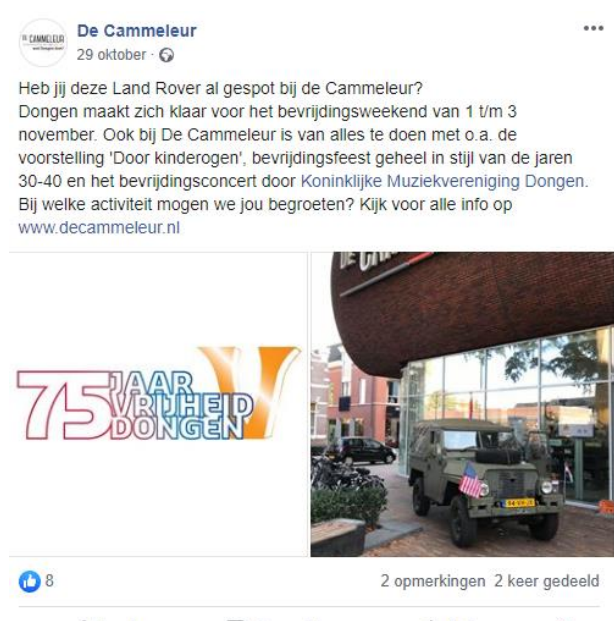 De Cammeleur
29 oktober ·
Heb jij deze Land Rover al gespot bij de Cammeleur?
Dongen maakt zich klaar voor het bevrijdingsweekend van 1 t/m 3
november. Ook bij De Cammeleur is van alles te doen met o.a. de
voorstelling 'Door kinderogen', bevrijdingsfeest geheel in stijl van de jaren
30-40 en het bevrijdingsconcert door Koninklijke Muziekvereniging Dongen.
Bij welke activiteit mogen we jou begroeten? Kijk voor alle info op
www.decammeleur.nl
75 JAAR
VRIJHEID
DONGEN
8
2 opmerkingen 2 keer gedeeld